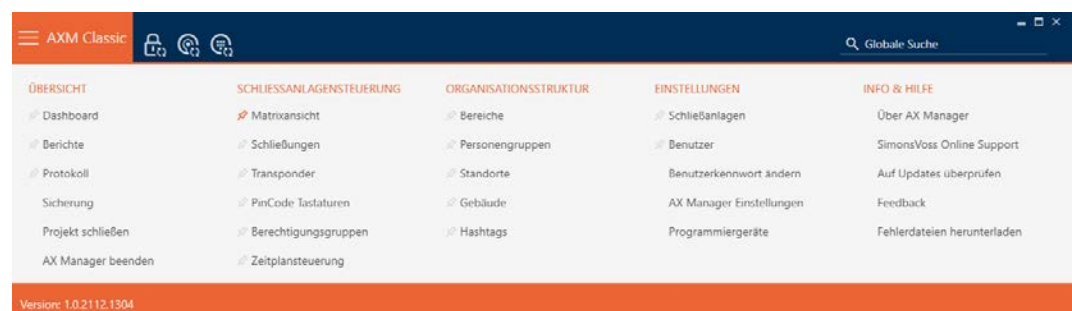 AXM Classic
Globale Suche
ÜBERSICHT
Dashboard
Berichte
Protokoll
Sicherung
Projekt schließen
AX Manager beenden
SCHLIESSANLAGENSTEUERUNG
Matrixansicht
Schließungen
Transponder
PinCode Tastaturen
Berechtigungsgruppen
Zeitplansteuerung
ORGANISATIONSSTRUKTUR
Bereiche
Personengruppen
Standorte
Gebäude
Hashtags
EINSTELLUNGEN
Schließanlagen
Benutzer
Benutzerkennwort ändern
AX Manager Einstellungen
Programmiergeräte
INFO & HILFE
Über AX Manager
SimonsVoss Online Support
Auf Updates überprüfen
Feedback
Fehlerdateien herunterladen
Version: 1.0.2112.1304